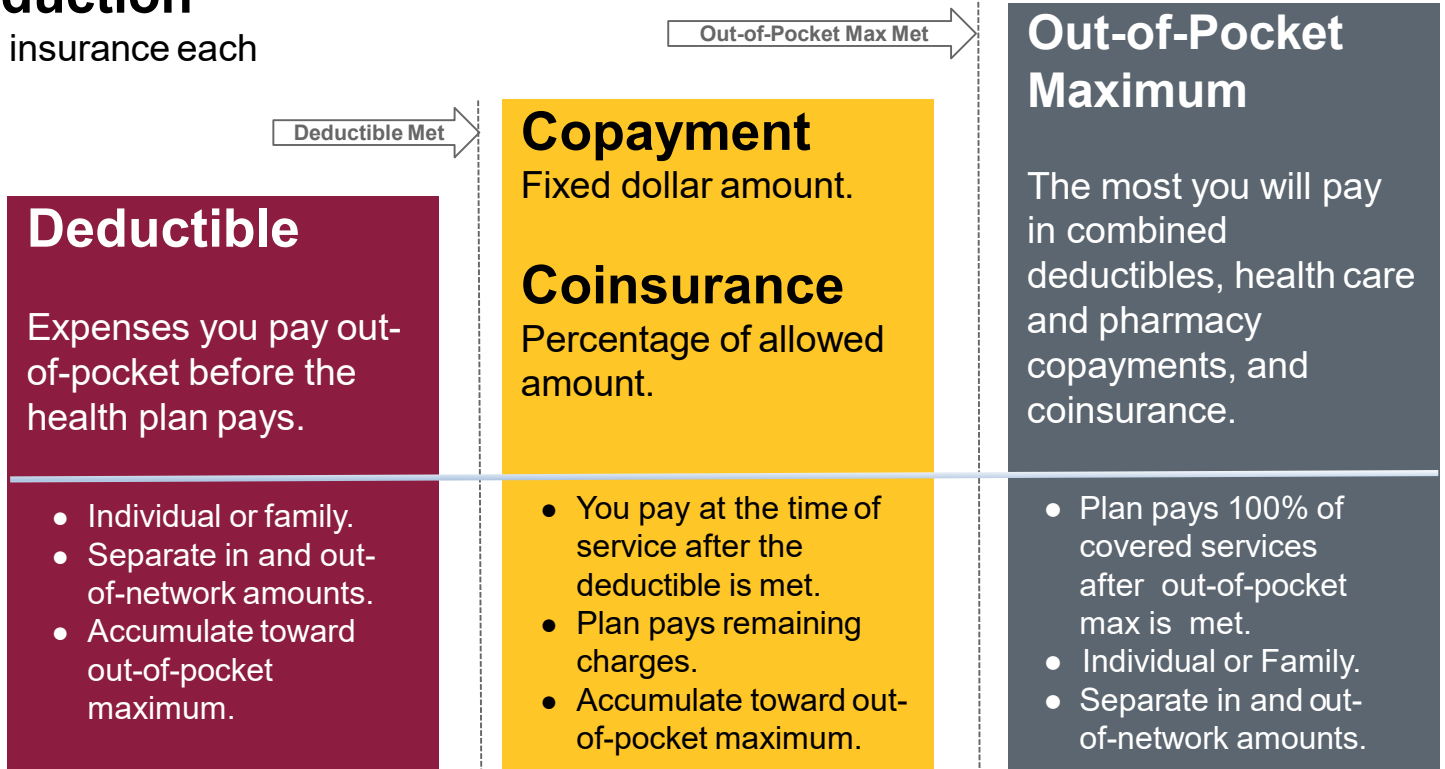 insurance each
Deductible Met
Out-of-Pocket Max Met
Deductible
Expenses you pay out-
of-pocket before the
health plan pays.
● Individual or family.
● Separate in and out-
of-network amounts.
● Accumulate toward
out-of-pocket
maximum.
Copayment
Fixed dollar amount.
Coinsurance
Percentage of allowed
amount.
● You pay at the time of
service after the
deductible is met.
● Plan pays remaining
charges.
● Accumulate toward out-
of-pocket maximum.
Out-of-Pocket
Maximum
The most you will pay
in combined
deductibles, health care
and pharmacy
copayments, and
coinsurance.
● Plan pays 100% of
covered services
after out-of-pocket
max is met.
● Individual or Family.
● Separate in and out-
of-network amounts.